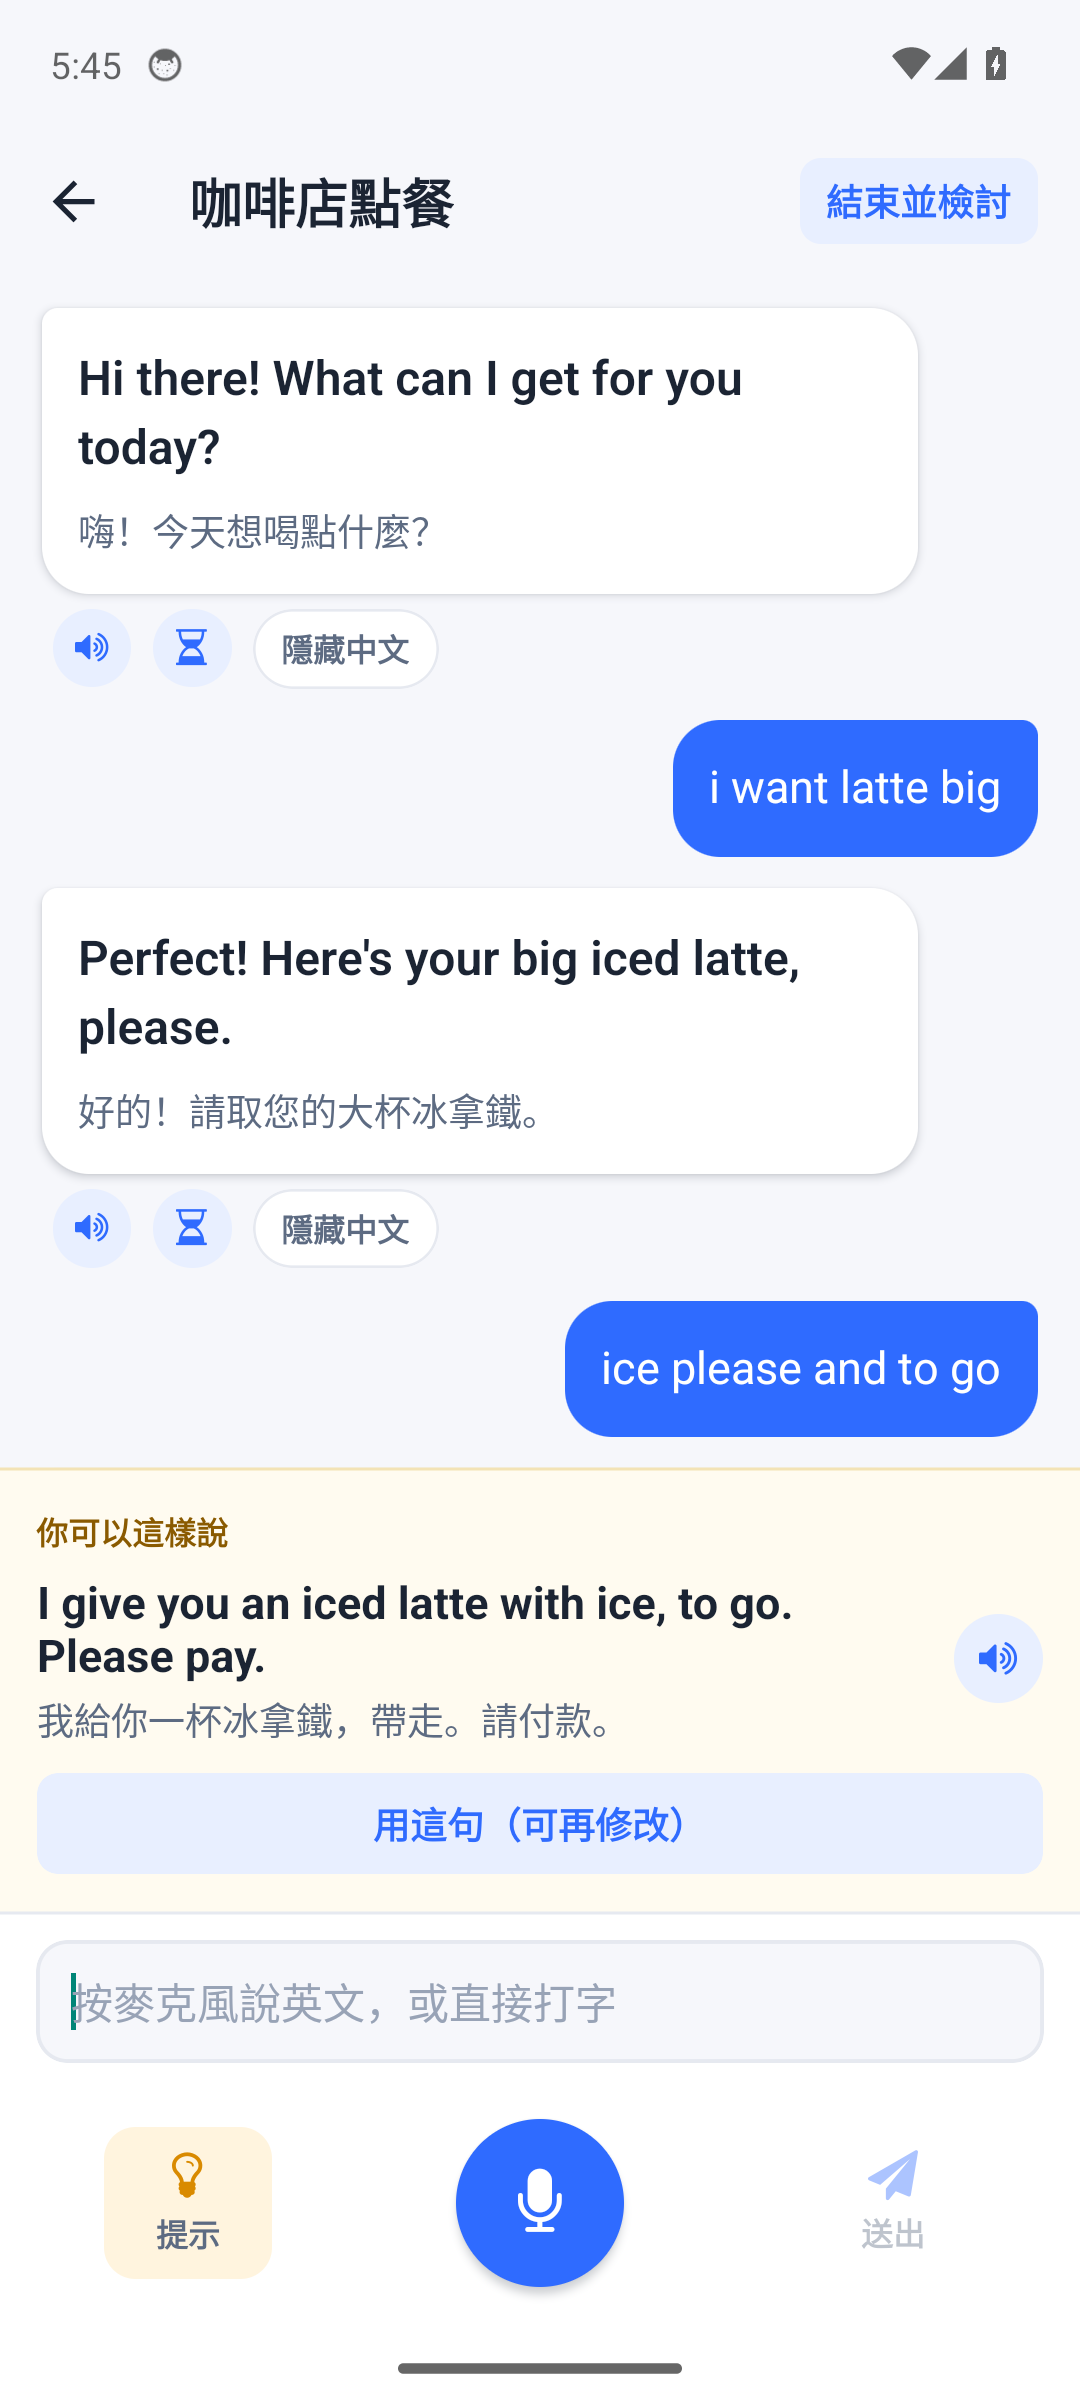 5:45
咖啡店點餐
結束並檢討
Hi there! What can I get for you
today?
嗨！今天想喝點什麼？
隱藏中文
i want latte big
Perfect! Here's your big iced latte,
please.
好的！請取您的大杯冰拿鐵。
隱藏中文
ice please and to go
你可以這樣說
I give you an iced latte with ice, to go.
Please pay.
我給你一杯冰拿鐵，帶走。請付款。
用這句（可再修改）
按麥克風說英文，或直接打字
提示
送出